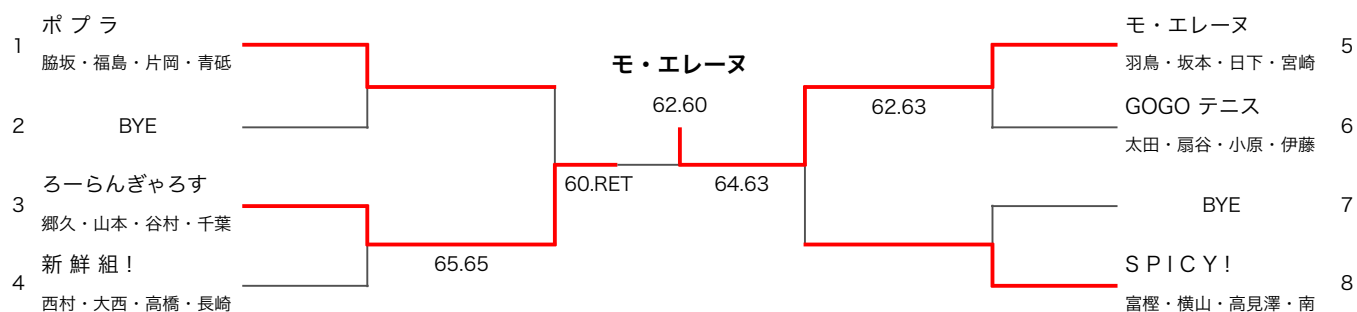 1
ポ プ ラ
脇坂・福島・片岡・青砥
2
BYE
3
ろーらんぎゃろす
郷久・山本・谷村・千葉
4
新 鮮 組 !
西村・大西・高橋・長崎
65.65
60.RET
モ・エレーヌ
62.60
64.63
62.63
モ・エレーヌ
5
羽鳥・坂本・日下・宮崎
GOGO テニス
6
太田・扇谷・小原・伊藤
BYE
7
S P I C Y !
8
富樫・横山・高見澤・南